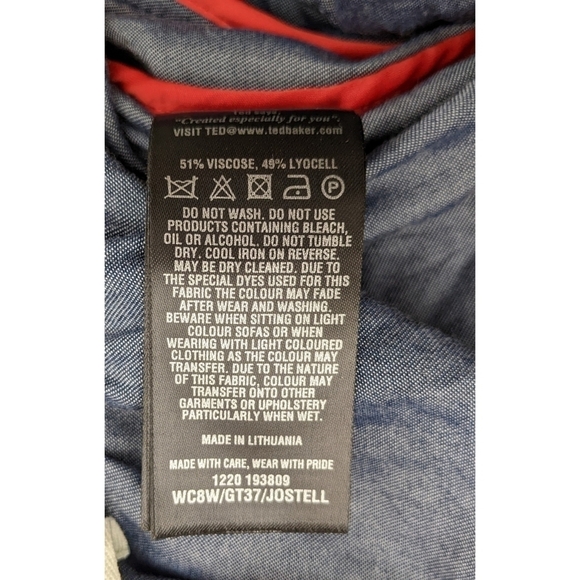 "Created especially for you"
VISIT TED@www.tedbaker.com
51% VISCOSE, 49% LYOCELL
P
DO NOT WASH. DO NOT USE
PRODUCTS CONTAINING BLEACH,
OIL OR ALCOHOL. DO NOT TUMBLE
DRY. COOL IRON ON REVERSE.
MAY BE DRY CLEANED. DUE TO
THE SPECIAL DYES USED FOR THIS
FABRIC THE COLOUR MAY FADE
AFTER WEAR AND WASHING.
BEWARE WHEN SITTING ON LIGHT
COLOUR SOFAS OR WHEN
WEARING WITH LIGHT COLOURED
CLOTHING AS THE COLOUR MAY
TRANSFER. DUE TO THE NATURE
OF THIS FABRIC, COLOUR MAY
TRANSFER ONTO OTHER
GARMENTS OR UPHOLSTERY
PARTICULARLY WHEN WET.
MADE IN LITHUANIA
MADE WITH CARE, WEAR WITH PRIDE
1220 193809
WC8W/GT37/JOSTELL